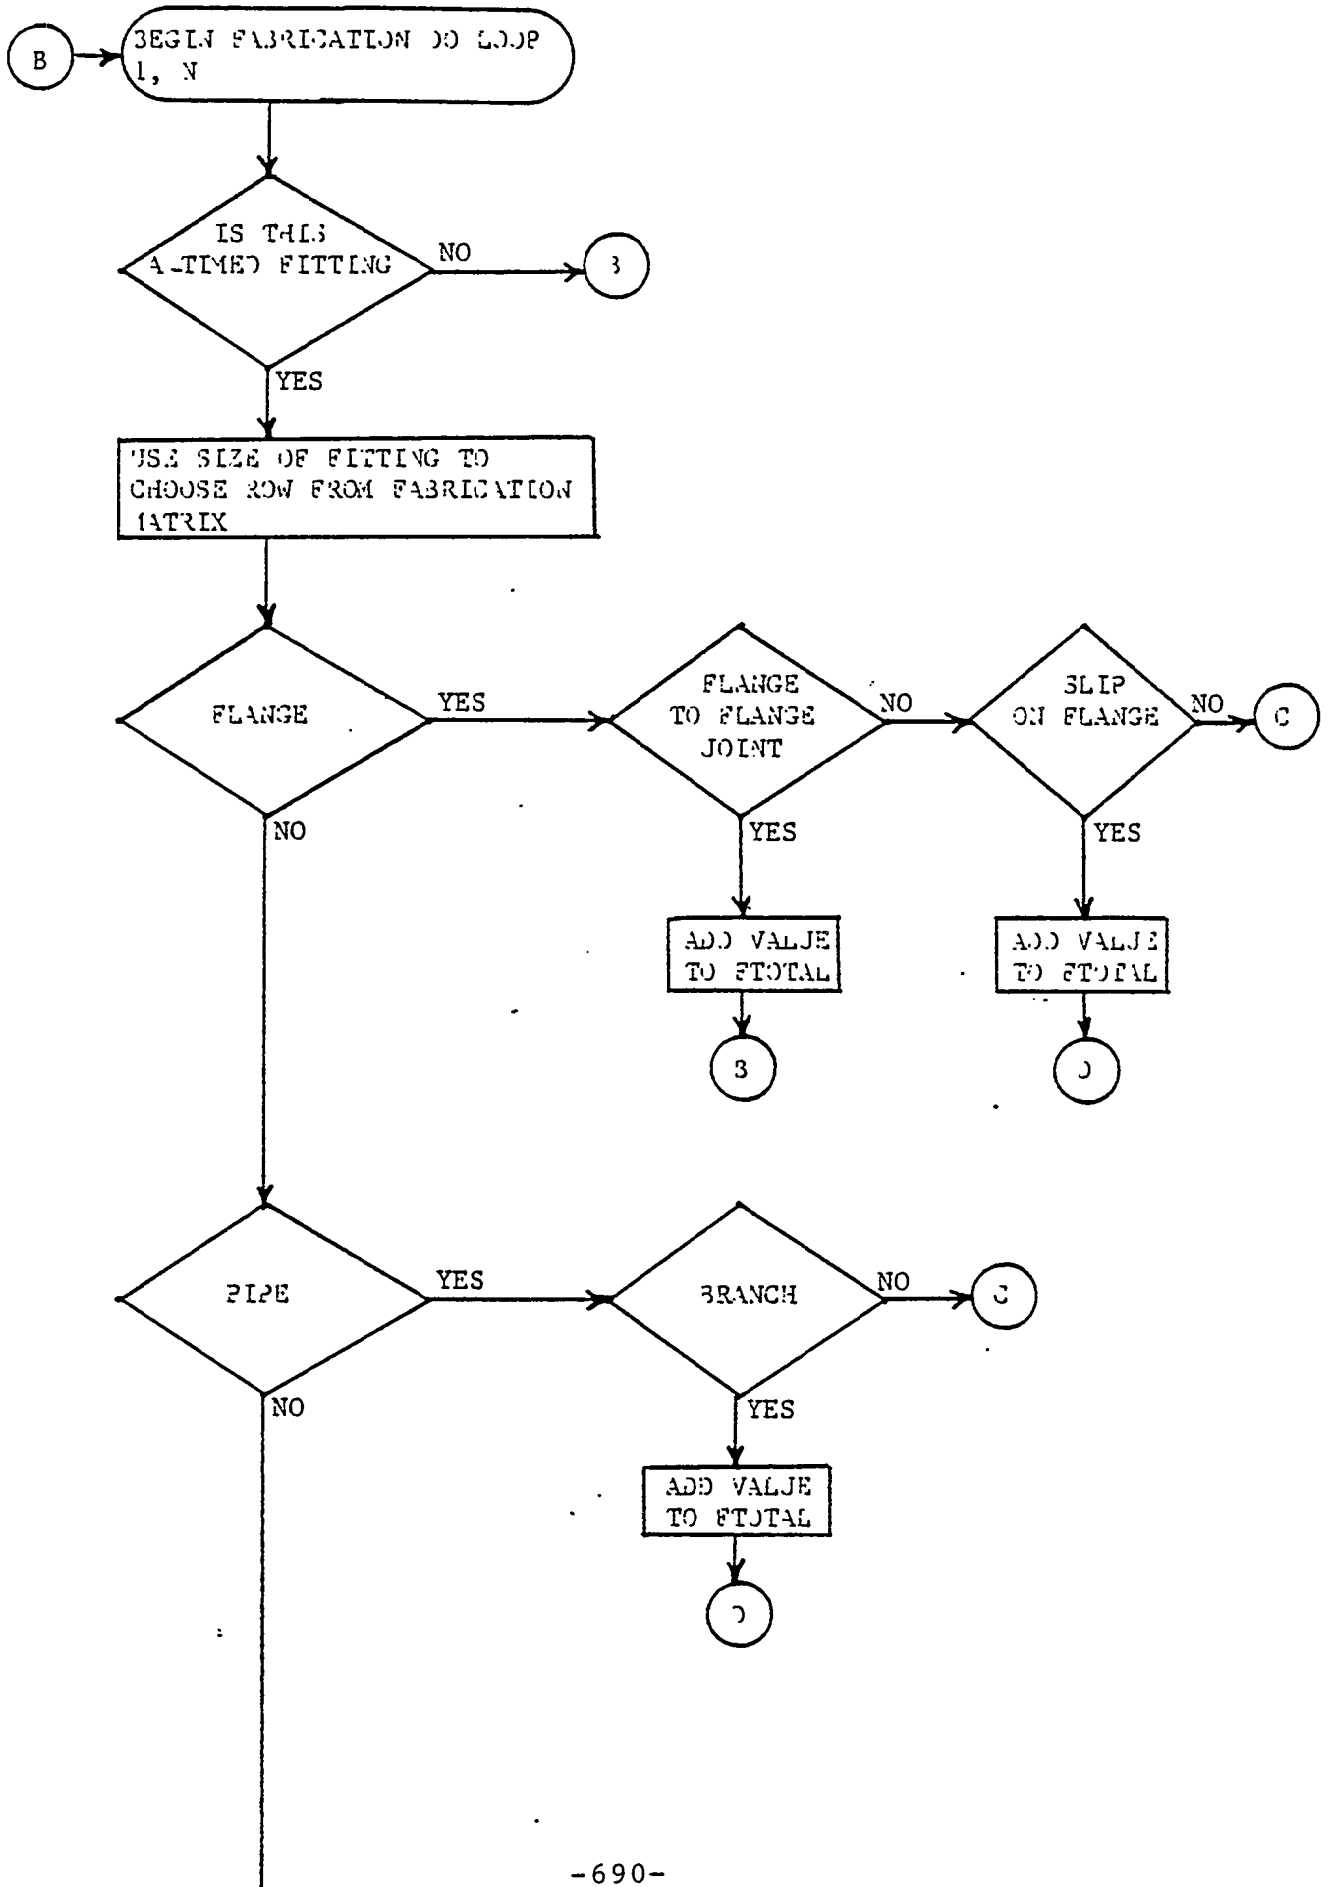 B
BEGIN FABRICATION DO LOOP
1, N
IS THIS
A-TIMED FITTING
NO
B
YES
USE SIZE OF FITTING TO
CHOOSE ROW FROM FABRICATION
MATRIX
FLANGE
YES
FLANGE
TO FLANGE
JOINT
NO
SLIP
ON FLANGE
NO
C
NO
YES
YES
ADD VALUE
TO FTOTAL
ADD VALUE
TO FTOTAL
B
D
PIPE
YES
BRANCH
NO
C
NO
YES
ADD VALUE
TO FTOTAL
D
-690-